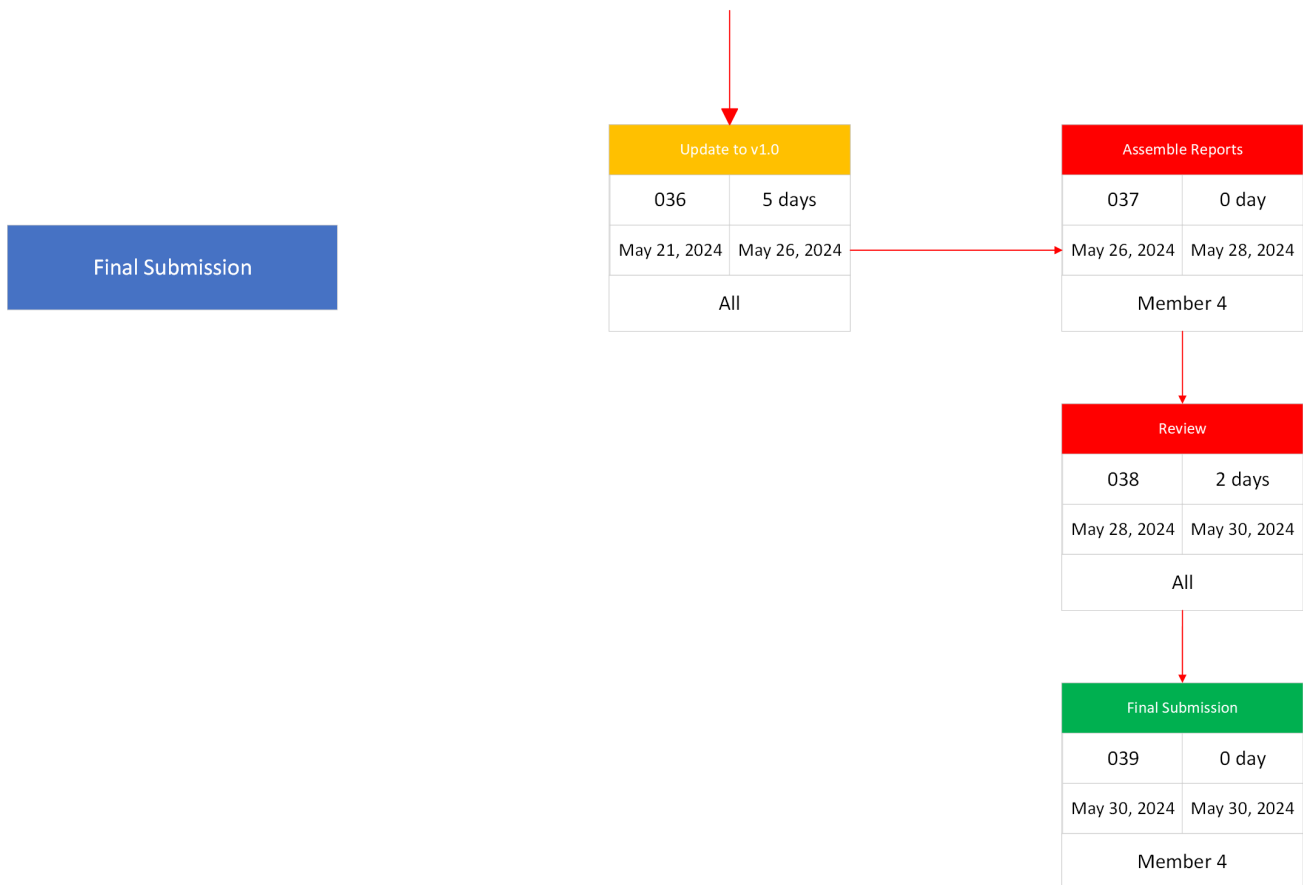 Final Submission
Update to v1.0
036 5 days
May 21, 2024 May 26, 2024
All
Assemble Reports
037 0 day
May 26, 2024 May 28, 2024
Member 4
Review
038 2 days
May 28, 2024 May 30, 2024
All
Final Submission
039 0 day
May 30, 2024 May 30, 2024
Member 4